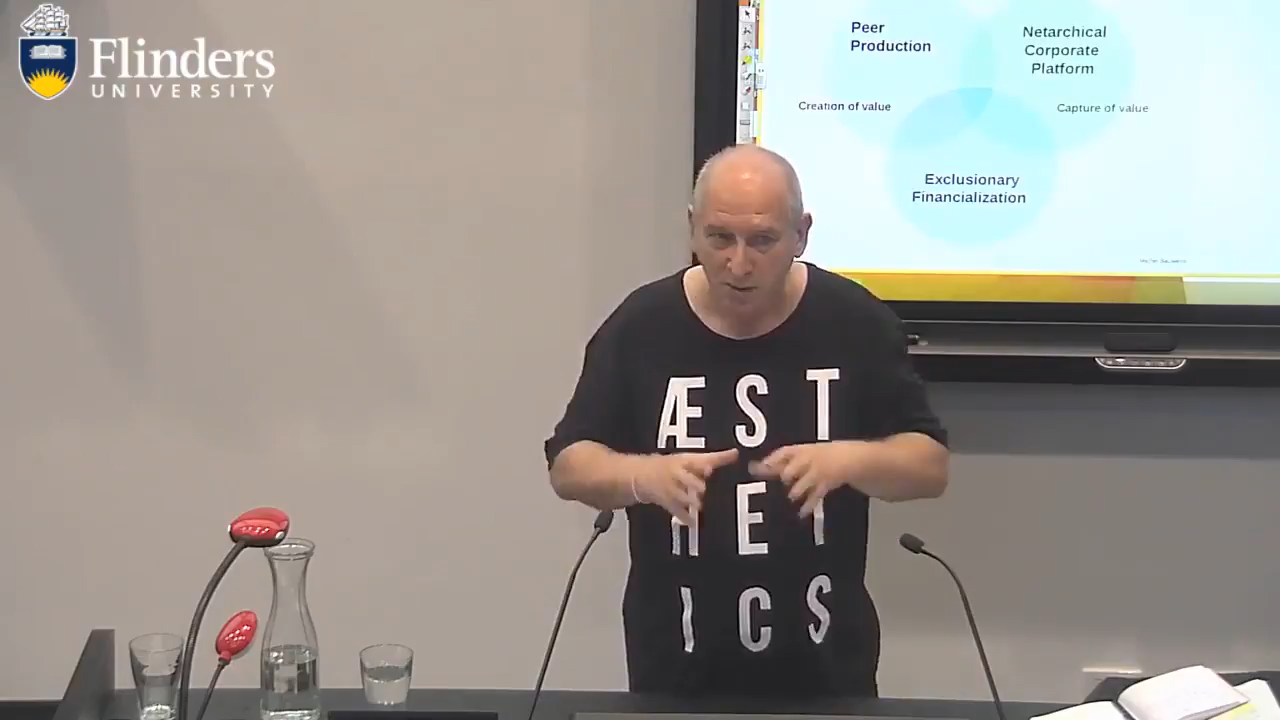 Flinders
UNIVERSITY
Peer
Production
Netarchical
Corporate
Platform
Creation of value
Capture of value
Exclusionary
Financialization
ÆST
HET
ICS